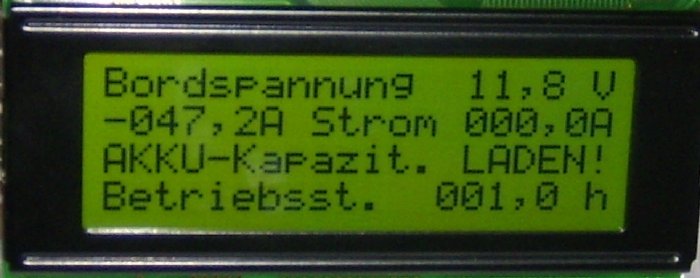 Bordspannung 11,8 V
-047,2A Strom 000,0A
AKKU-Kapazit. LADEN!
Betriebsst. 001,0 h